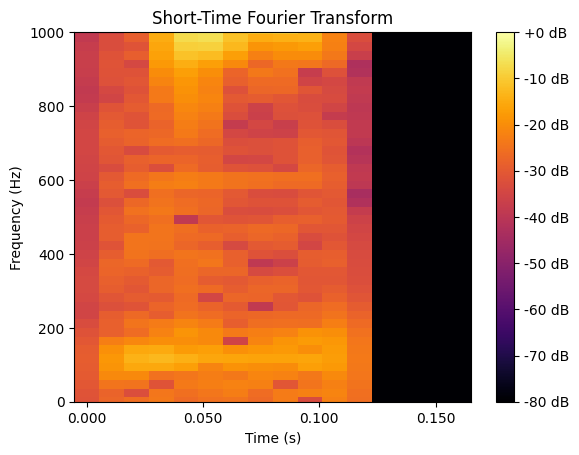 Short-Time Fourier Transform
1000
800
600
400
200
0
Frequency (Hz)
0.000
0.050
0.100
0.150
Time (s)
+0 dB
-10 dB
-20 dB
-30 dB
-40 dB
-50 dB
-60 dB
-70 dB
-80 dB